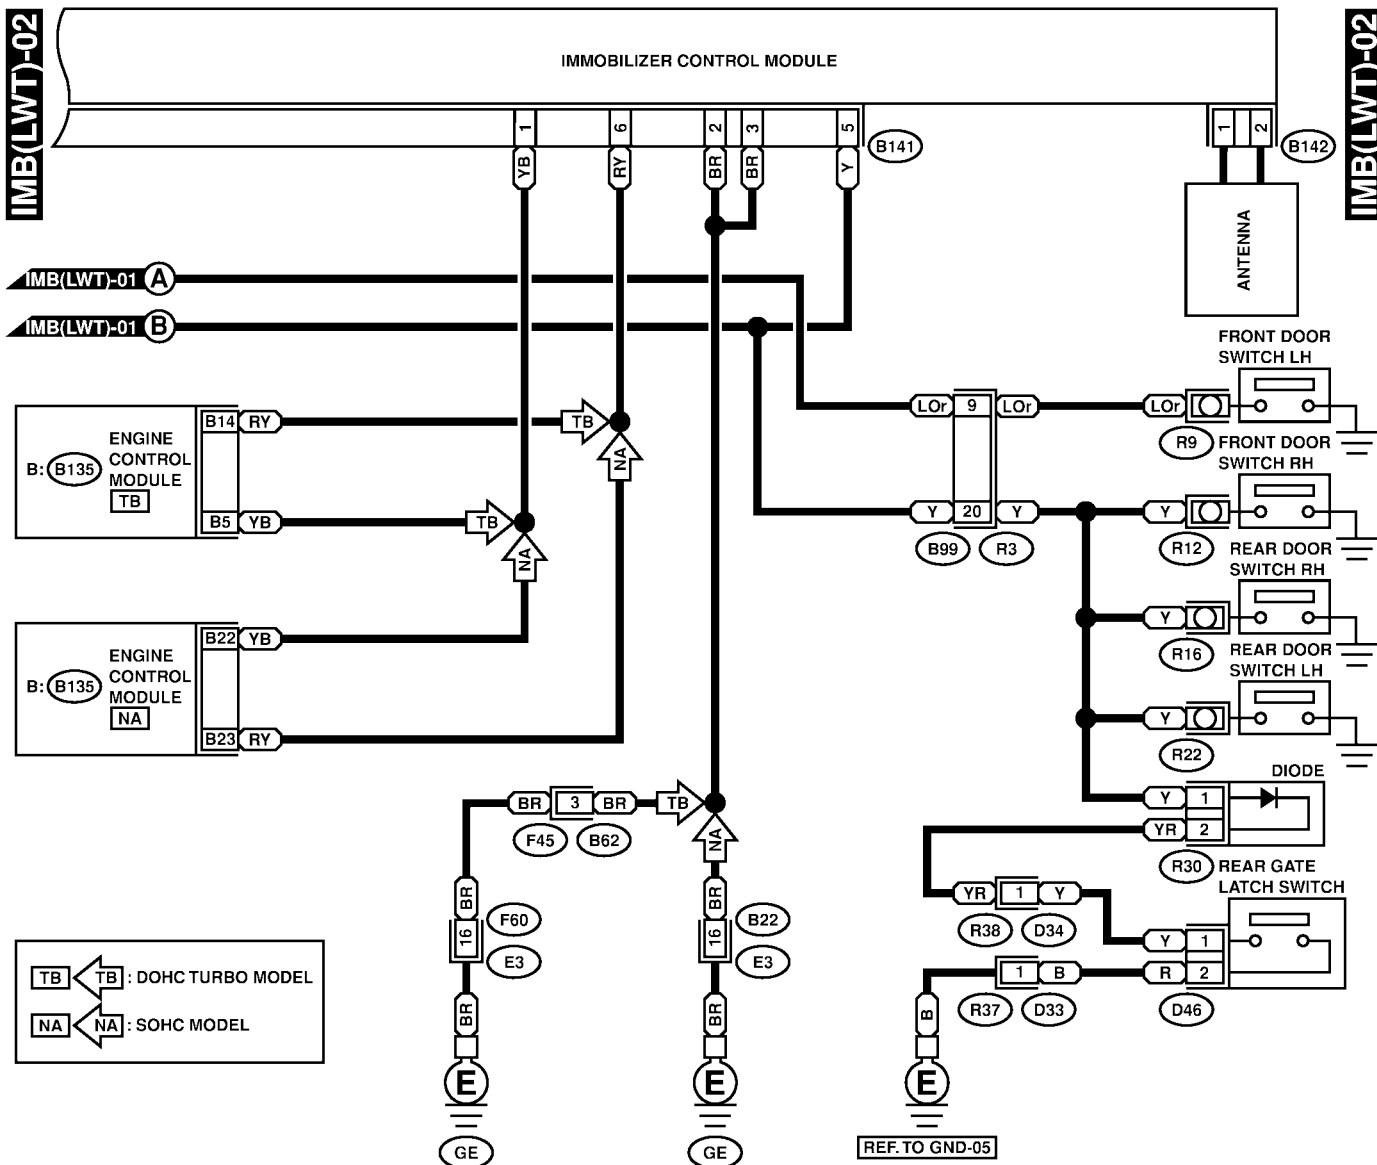 IMB(LWT)-02
IMB(LWT)-02
IMMOBILIZER CONTROL MODULE
1
6
2
3
5
B141
1
2
B142
YB
RY
BR
BR
Y
ANTENNA
IMB(LWT)-01 A
IMB(LWT)-01 B
FRONT DOOR
SWITCH LH
LOr
9
LOr
LOr
R9
FRONT DOOR
SWITCH RH
B14
RY
TB
NA
ENGINE
CONTROL
MODULE
TB
B: B135
B5
YB
TB
NA
Y
20
Y
Y
B99
R3
R12
REAR DOOR
SWITCH RH
Y
R16
REAR DOOR
SWITCH LH
B22
YB
ENGINE
CONTROL
MODULE
NA
B: B135
B23
RY
Y
R22
DIODE
Y
1
YR
2
R30
BR
3
BR
TB
NA
F45
B62
REAR GATE
LATCH SWITCH
YR
1
Y
R38
D34
Y
1
R
2
D46
BR
F60
16
E3
BR
BR
B22
16
E3
BR
1
B
R37
D33
B
TB TB : DOHC TURBO MODEL
NA NA : SOHC MODEL
E
E
E
GE
GE
REF. TO GND-05